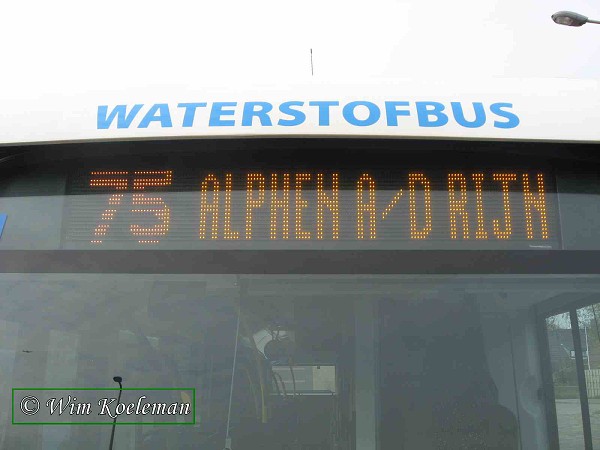 WATERSTOFBUS
75 ALPHEN A/D RIJN
© Wim Koeleman